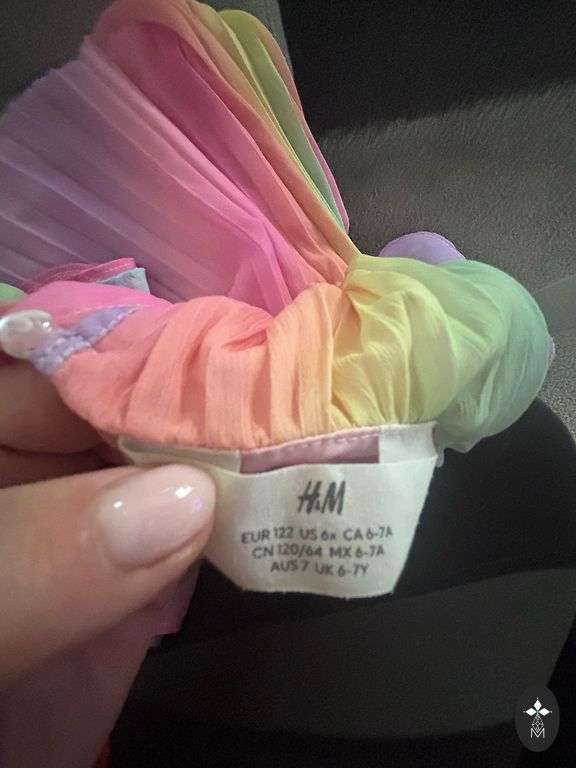 H&M
EUR 122 US 6x CA 6-7A
CN 120/64 MX 6-7A
AUS 7 UK 6-7Y
M